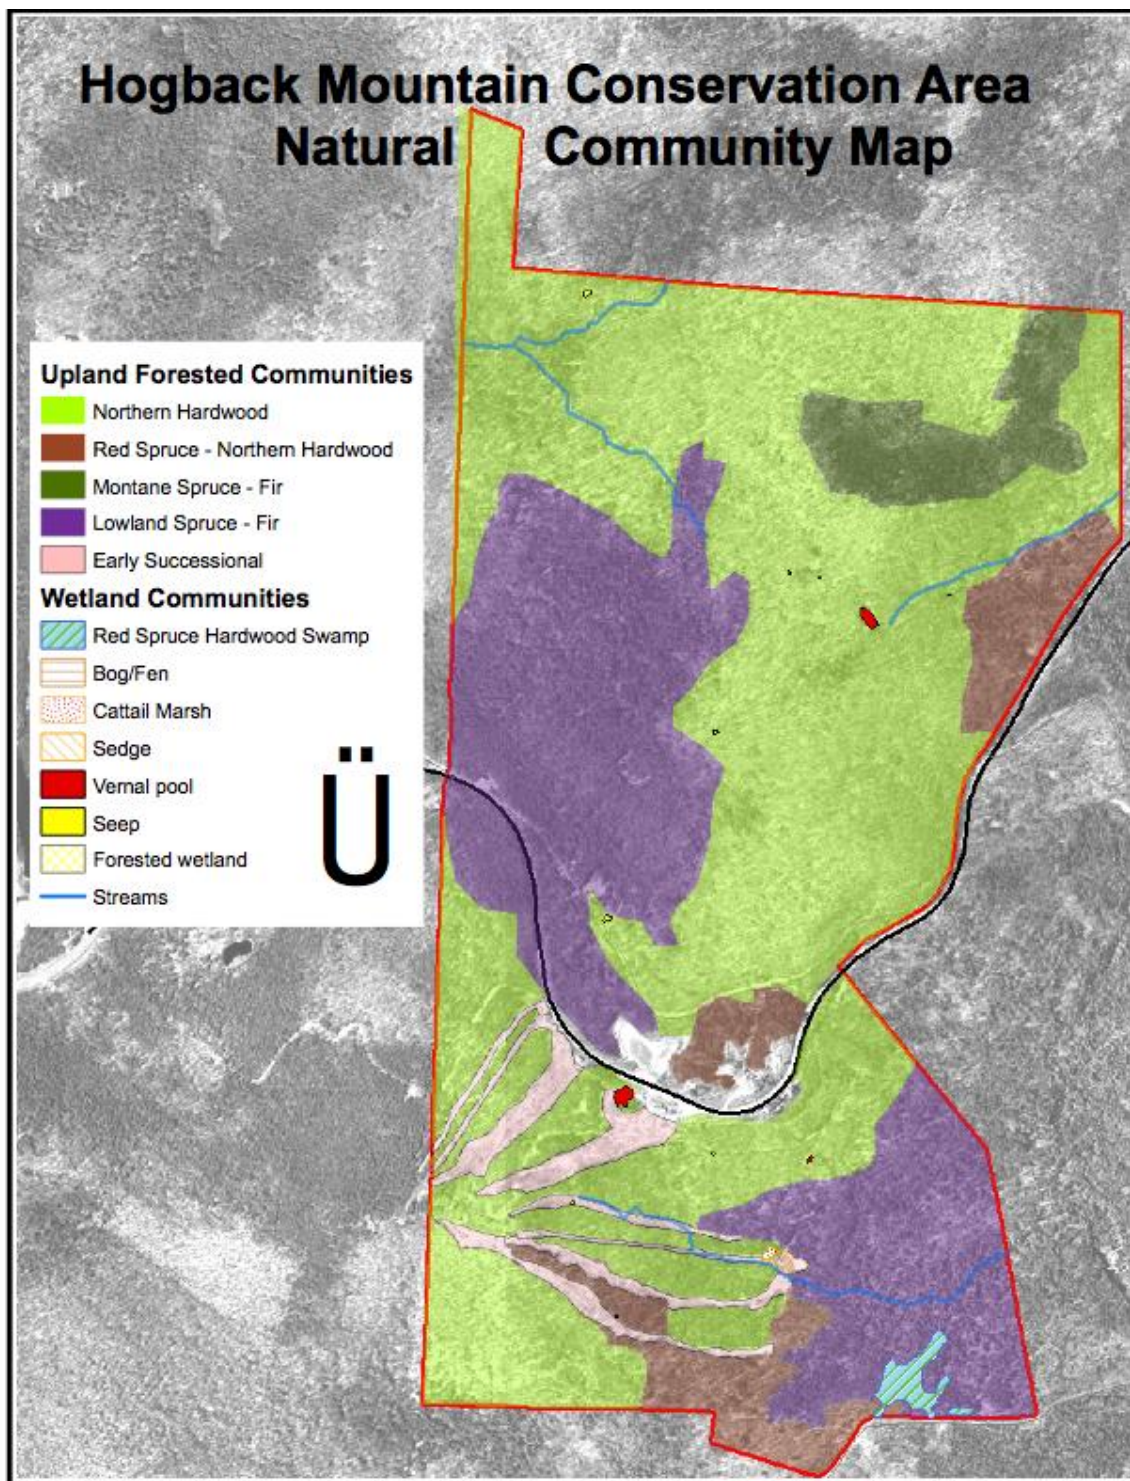 Hogback Mountain Conservation Area
Natural Community Map
Upland Forested Communities
Northern Hardwood
Red Spruce - Northern Hardwood
Montane Spruce - Fir
Lowland Spruce - Fir
Early Successional
Wetland Communities
Red Spruce Hardwood Swamp
Bog/Fen
Cattail Marsh
Sedge
Vernal pool
Seep
Forested wetland
Streams
Ü